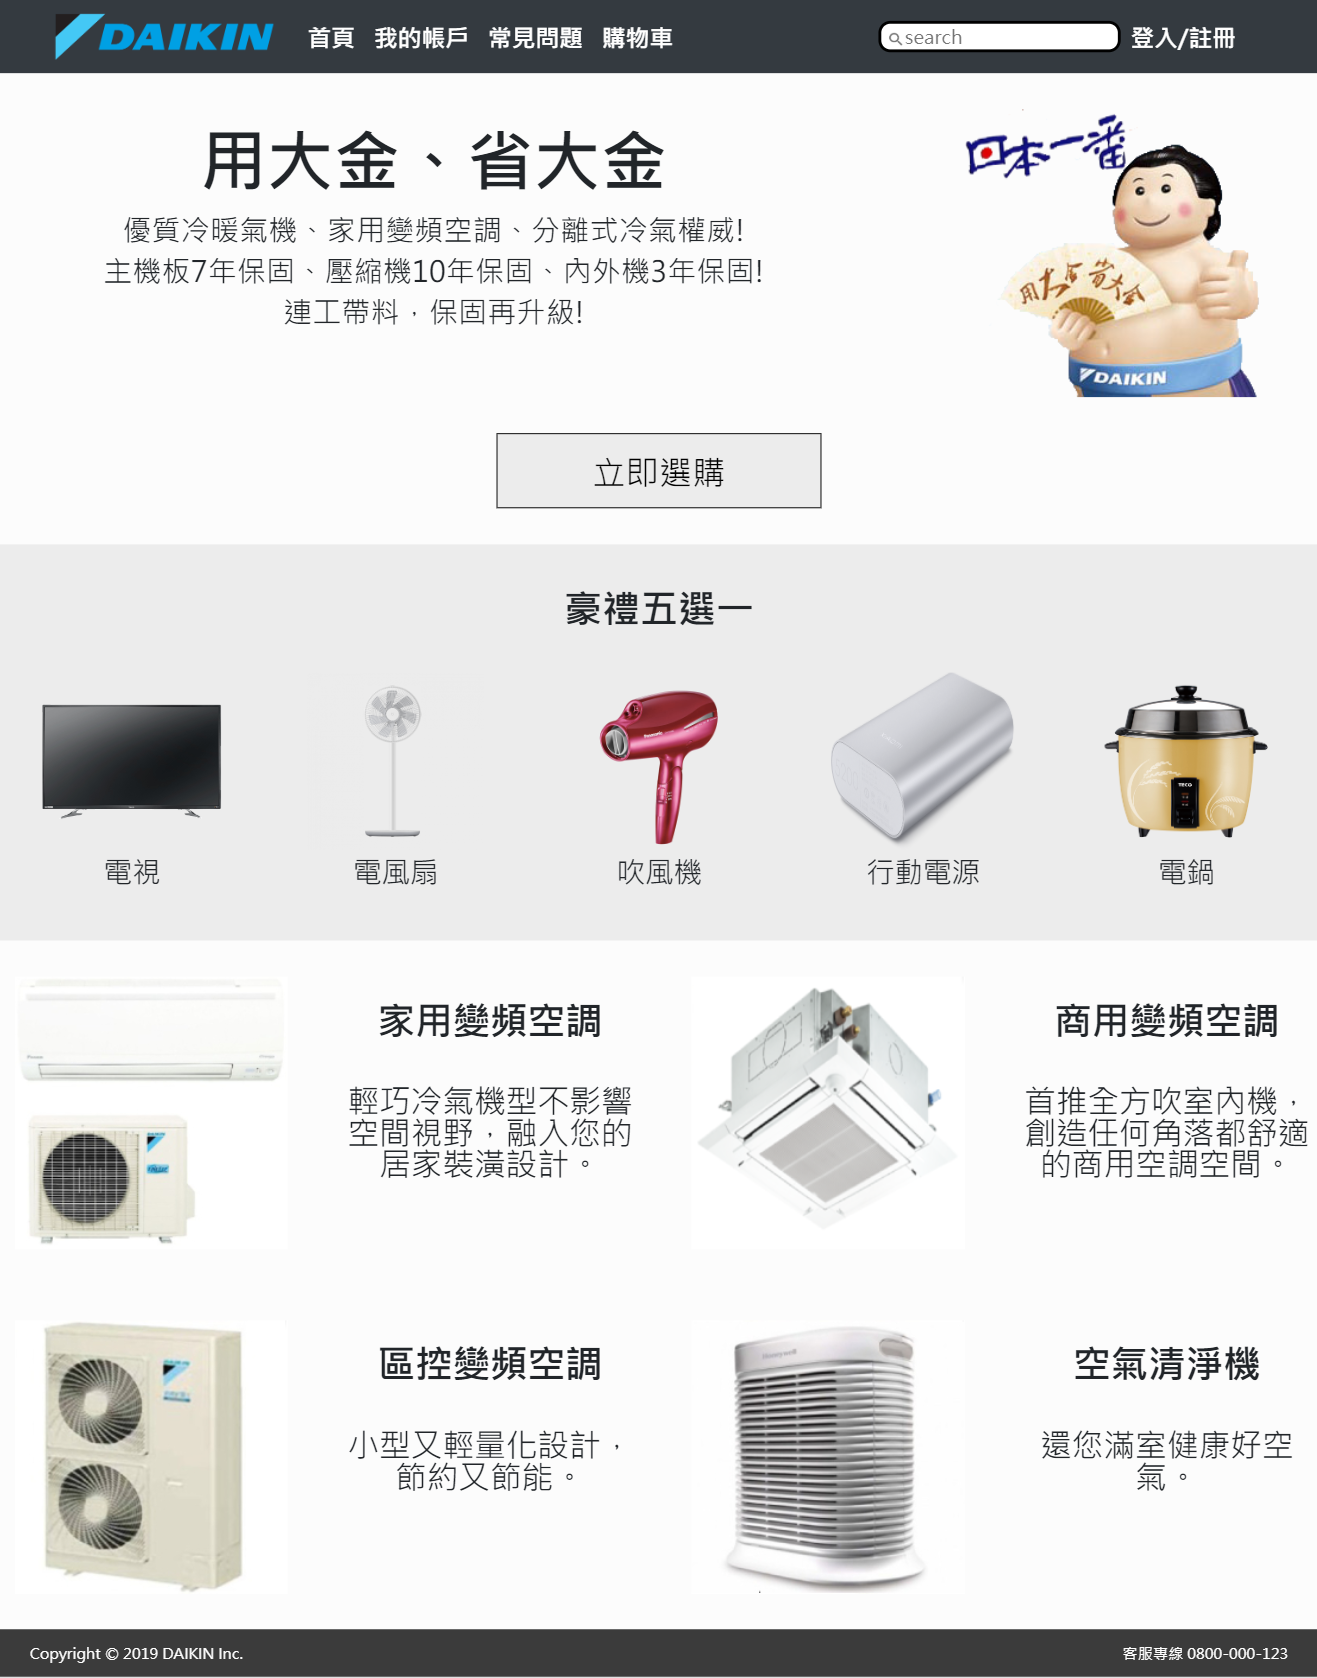 DAIKIN 首頁 我的帳戶 常見問題 購物車 search 登入/註冊
用大金、省大金
優質冷暖氣機、家用變頻空調、分離式冷氣權威!
主機板7年保固、壓縮機10年保固、內外機3年保固!
連工帶料，保固再升級!
日本一番
用大金省大金
DAIKIN
立即選購
豪禮五選一
Panasonic
TECO
電視 電風扇 吹風機 行動電源 電鍋
家用變頻空調
輕巧冷氣機型不影響
空間視野，融入您的
居家裝潢設計。
商用變頻空調
首推全方吹室內機，
創造任何角落都舒適
的商用空調空間。
區控變頻空調
小型又輕量化設計，
節約又節能。
Honeywell
空氣清淨機
還您滿室健康好空
氣。
Copyright © 2019 DAIKIN Inc.
客服專線 0800-000-123